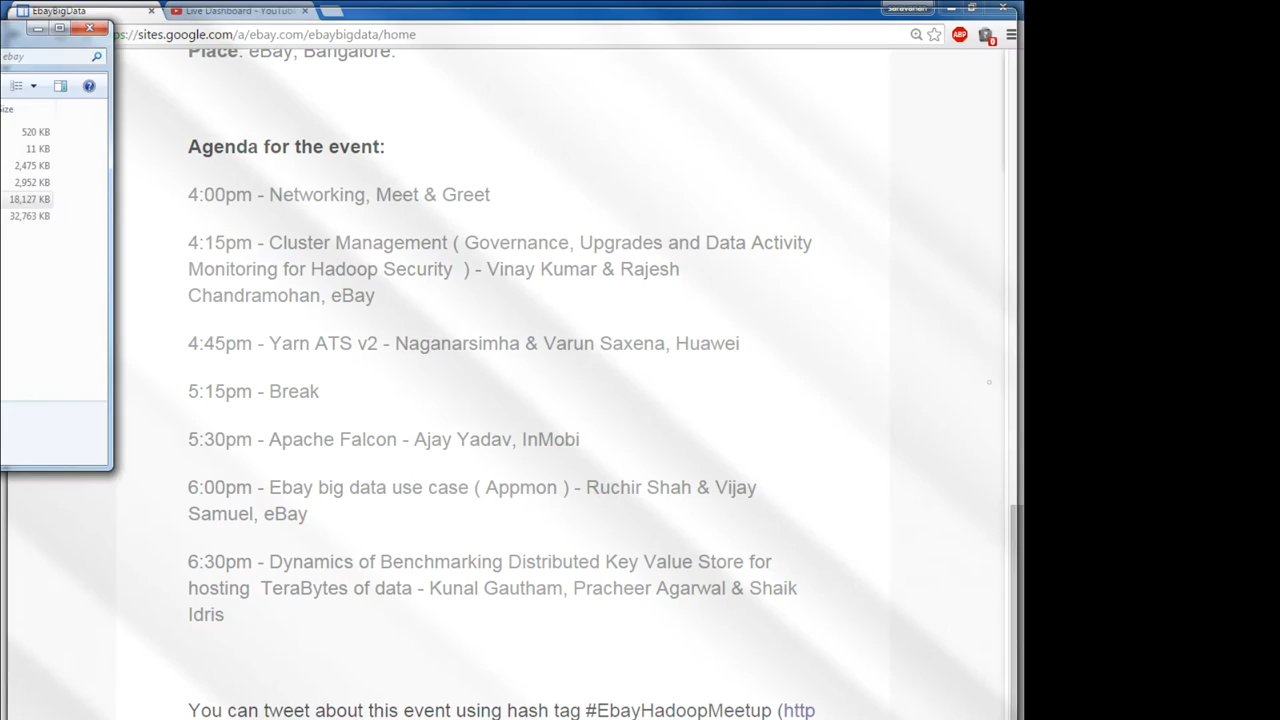 EbayBigData
Live Dashboard - YouTub
saravanan
s://sites.google.com/a/ebay.com/ebaybigdata/home
ebay
ABP
0
Size
520 KB
11 KB
2,475 KB
2,952 KB
18,127 KB
32,763 KB
Place: eBay, Bangalore.
Agenda for the event:
4:00pm - Networking, Meet & Greet
4:15pm - Cluster Management ( Governance, Upgrades and Data Activity
Monitoring for Hadoop Security ) - Vinay Kumar & Rajesh
Chandramohan, eBay
4:45pm - Yarn ATS v2 - Naganarsimha & Varun Saxena, Huawei
5:15pm - Break
5:30pm - Apache Falcon - Ajay Yadav, InMobi
6:00pm - Ebay big data use case ( Appmon ) - Ruchir Shah & Vijay
Samuel, eBay
6:30pm - Dynamics of Benchmarking Distributed Key Value Store for
hosting TeraBytes of data - Kunal Gautham, Pracheer Agarwal & Shaik
Idris
You can tweet about this event using hash tag #EbayHadoopMeetup (http